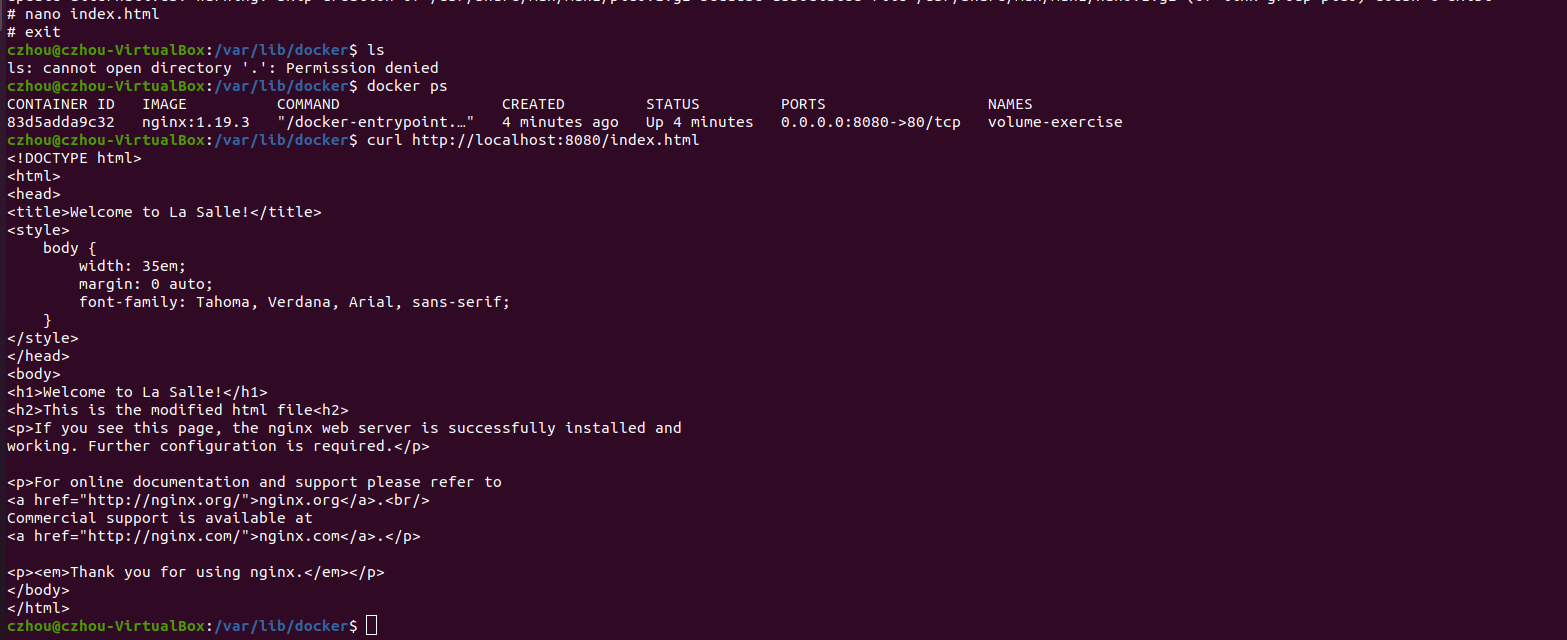 # nano index.html
# exit
czhou@czhou-VirtualBox:/var/lib/docker$ ls
ls: cannot open directory '.': Permission denied
czhou@czhou-VirtualBox:/var/lib/docker$ docker ps
CONTAINER ID   IMAGE          COMMAND                  CREATED         STATUS         PORTS                  NAMES
83d5adda9c32   nginx:1.19.3   "/docker-entrypoint.…"   4 minutes ago   Up 4 minutes   0.0.0.0:8080->80/tcp   volume-exercise
czhou@czhou-VirtualBox:/var/lib/docker$ curl http://localhost:8080/index.html
<!DOCTYPE html>
<html>
<head>
<title>Welcome to La Salle!</title>
<style>
    body {
        width: 35em;
        margin: 0 auto;
        font-family: Tahoma, Verdana, Arial, sans-serif;
    }
</style>
</head>
<body>
<h1>Welcome to La Salle!</h1>
<h2>This is the modified html file<h2>
<p>If you see this page, the nginx web server is successfully installed and
working. Further configuration is required.</p>

<p>For online documentation and support please refer to
<a href="http://nginx.org/">nginx.org</a>.<br/>
Commercial support is available at
<a href="http://nginx.com/">nginx.com</a>.</p>

<p><em>Thank you for using nginx.</em></p>
</body>
</html>
czhou@czhou-VirtualBox:/var/lib/docker$